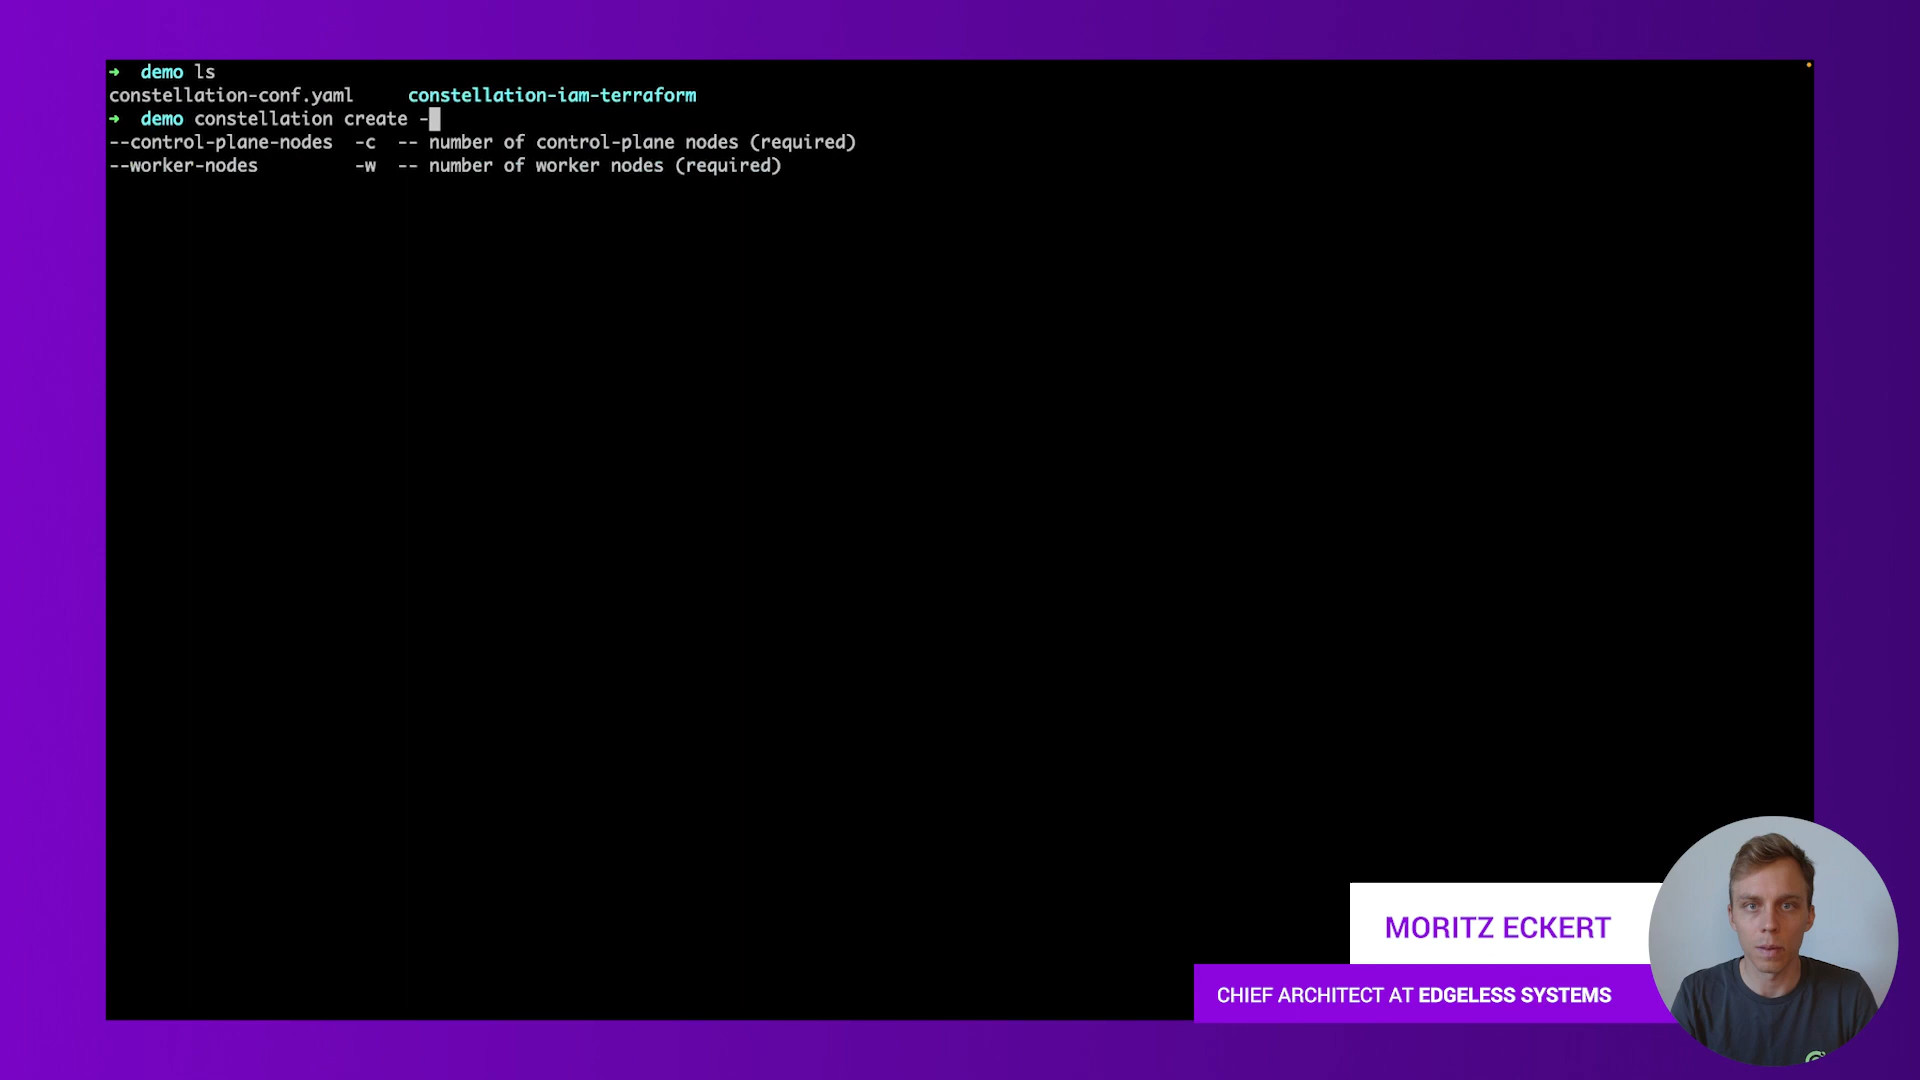 ➜ demo ls
constellation-conf.yaml constellation-iam-terraform
➜ demo constellation create -
--control-plane-nodes -c -- number of control-plane nodes (required)
--worker-nodes -w -- number of worker nodes (required)
MORITZ ECKERT
CHIEF ARCHITECT AT EDGELESS SYSTEMS